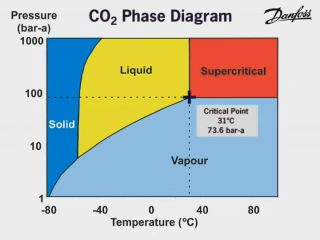 Pressure
(bar-a)
CO2 Phase Diagram
Danfoss
1000
100
10
1
Liquid
Supercritical
Critical Point
31°C
73.6 bar-a
Solid
Vapour
-80 -40 0 40 80
Temperature (°C)